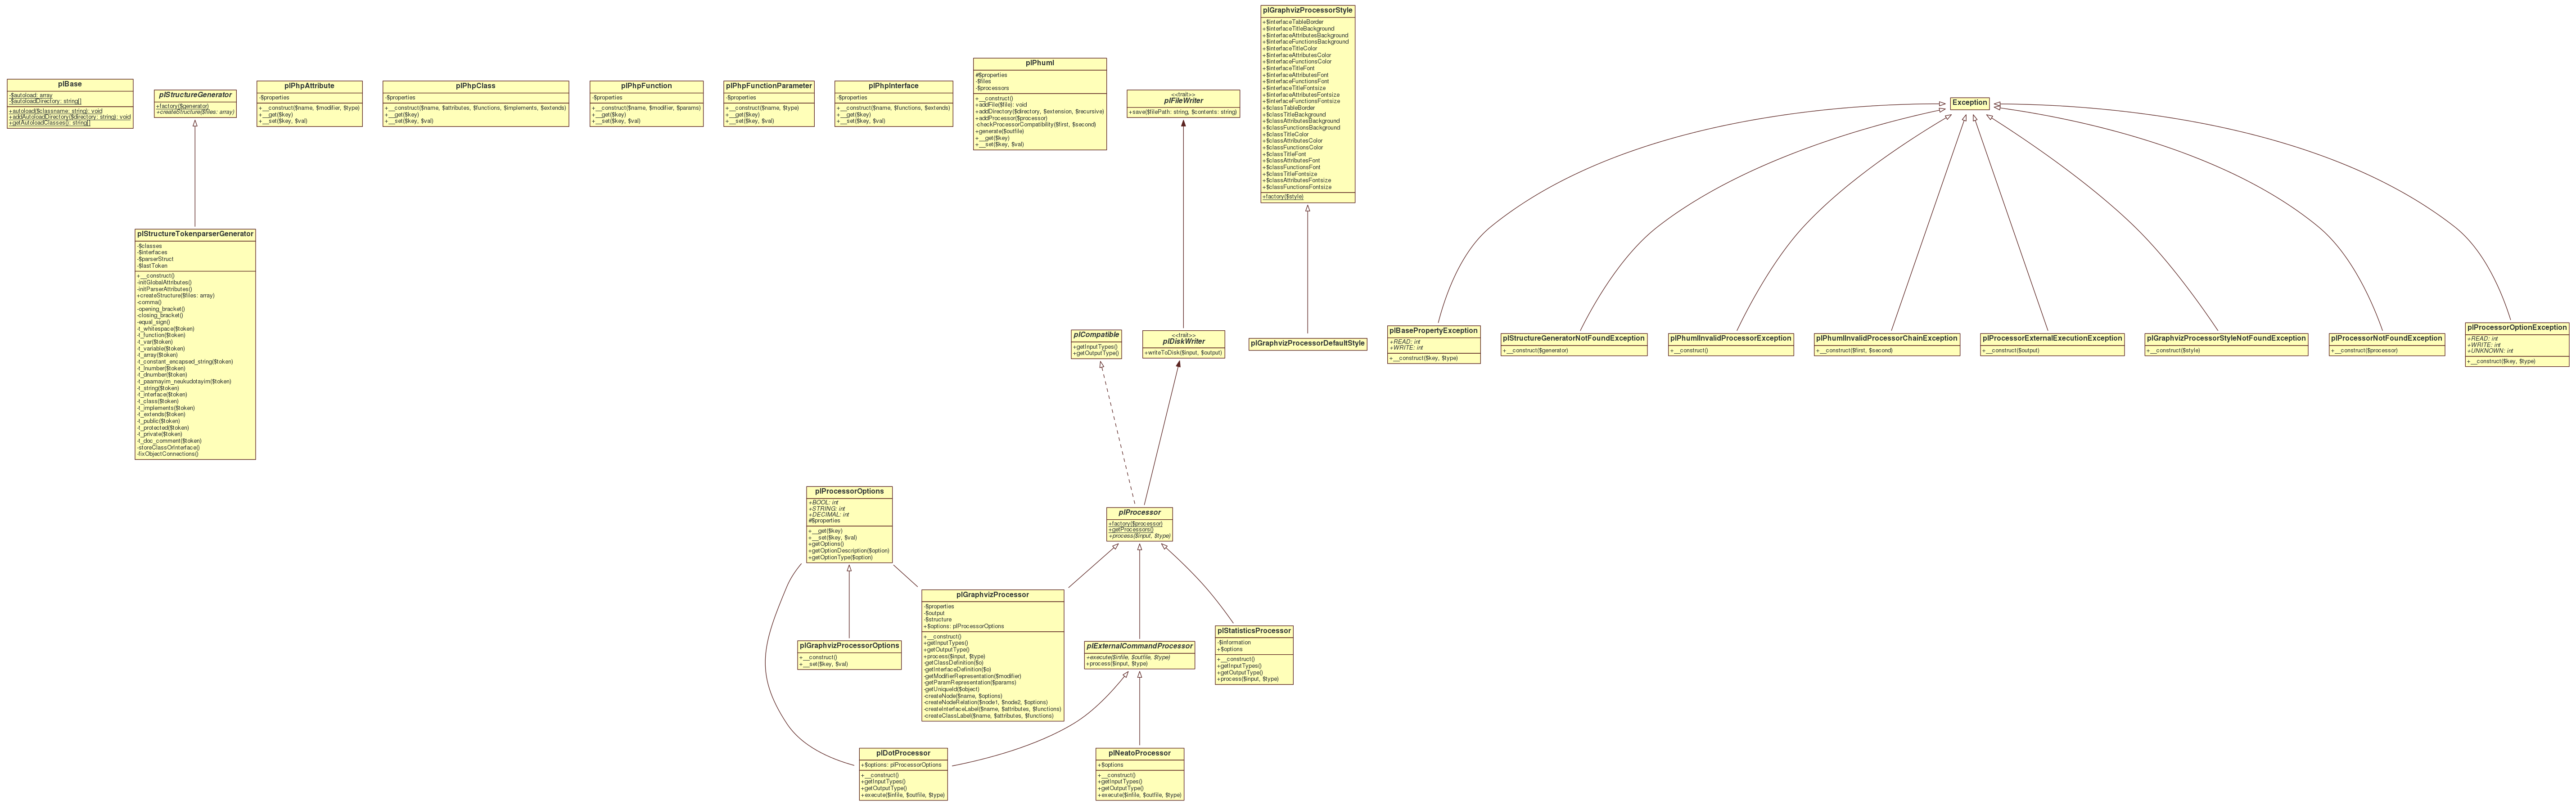 plBase
-$autoload: array
-$autoloadDirectory: string[]
+autoload($classname: string): void
+addAutoloadDirectory($directory: string): void
+getAutoloadClasses(): string[]
plStructureGenerator
+factory($generator)
+createStructure($files: array)
plPhpAttribute
-$properties
+__construct($name, $modifier, $type)
+__get($key)
+__set($key, $val)
plPhpClass
-$properties
+__construct($name, $attributes, $functions, $implements, $extends)
+__get($key)
+__set($key, $val)
plPhpFunction
-$properties
+__construct($name, $modifier, $params)
+__get($key)
+__set($key, $val)
plPhpFunctionParameter
-$properties
+__construct($name, $type)
+__get($key)
+__set($key, $val)
plPhpInterface
-$properties
+__construct($name, $functions, $extends)
+__get($key)
+__set($key, $val)
plPhuml
#$properties
-$files
-$processors
+__construct()
+addFile($file): void
+addDirectory($directory, $extension, $recursive)
+addProcessor($processor)
-checkProcessorCompatibility($first, $second)
+generate($outfile)
+__get($key)
+__set($key, $val)
<<trait>>
plFileWriter
+save($filePath: string, $contents: string)
plGraphvizProcessorStyle
+$interfaceTableBorder
+$interfaceTitleBackground
+$interfaceAttributesBackground
+$interfaceFunctionsBackground
+$interfaceTitleColor
+$interfaceAttributesColor
+$interfaceFunctionsColor
+$interfaceTitleFont
+$interfaceAttributesFont
+$interfaceFunctionsFont
+$interfaceTitleFontsize
+$interfaceAttributesFontsize
+$interfaceFunctionsFontsize
+$classTableBorder
+$classTitleBackground
+$classAttributesBackground
+$classFunctionsBackground
+$classTitleColor
+$classAttributesColor
+$classFunctionsColor
+$classTitleFont
+$classAttributesFont
+$classFunctionsFont
+$classTitleFontsize
+$classAttributesFontsize
+$classFunctionsFontsize
+factory($style)
Exception
plStructureTokenparserGenerator
-$classes
-$interfaces
-$parserStruct
-$lastToken
+__construct()
-initGlobalAttributes()
-initParserAttributes()
+createStructure($files: array)
-comma()
-opening_bracket()
-closing_bracket()
-equal_sign()
-t_whitespace($token)
-t_function($token)
-t_var($token)
-t_variable($token)
-t_array($token)
-t_constant_encapsed_string($token)
-t_lnumber($token)
-t_dnumber($token)
-t_paamayim_neukudotayim($token)
-t_string($token)
-t_interface($token)
-t_class($token)
-t_implements($token)
-t_extends($token)
-t_public($token)
-t_protected($token)
-t_private($token)
-t_doc_comment($token)
-storeClassOrInterface()
-fixObjectConnections()
plCompatible
+getInputTypes()
+getOutputType()
<<trait>>
plDiskWriter
+writeToDisk($input, $output)
plGraphvizProcessorDefaultStyle
plBasePropertyException
+READ: int
+WRITE: int
+__construct($key, $type)
plStructureGeneratorNotFoundException
+__construct($generator)
plPhumlInvalidProcessorException
+__construct()
plPhumlInvalidProcessorChainException
+__construct($first, $second)
plProcessorExternalExecutionException
+__construct($output)
plGraphvizProcessorStyleNotFoundException
+__construct($style)
plProcessorNotFoundException
+__construct($processor)
plProcessorOptionException
+READ: int
+WRITE: int
+UNKNOWN: int
+__construct($key, $type)
plProcessorOptions
+BOOL: int
+STRING: int
+DECIMAL: int
#$properties
+__get($key)
+__set($key, $val)
+getOptions()
+getOptionDescription($option)
+getOptionType($option)
plProcessor
+factory($processor)
+getProcessors()
+process($input, $type)
plGraphvizProcessorOptions
+__construct()
+__set($key, $val)
plGraphvizProcessor
-$properties
-$output
-$structure
+$options: plProcessorOptions
+__construct()
+getInputTypes()
+getOutputType()
+process($input, $type)
-getClassDefinition($o)
-getInterfaceDefinition($o)
-getModifierRepresentation($modifier)
-getParamRepresentation($params)
-getUniqueId($object)
-createNode($name, $options)
-createNodeRelation($node1, $node2, $options)
-createInterfaceLabel($name, $attributes, $functions)
-createClassLabel($name, $attributes, $functions)
plExternalCommandProcessor
+execute($infile, $outfile, $type)
+process($input, $type)
plStatisticsProcessor
-$information
+$options
+__construct()
+getInputTypes()
+getOutputType()
+process($input, $type)
plDotProcessor
+$options: plProcessorOptions
+__construct()
+getInputTypes()
+getOutputType()
+execute($infile, $outfile, $type)
plNeatoProcessor
+$options
+__construct()
+getInputTypes()
+getOutputType()
+execute($infile, $outfile, $type)